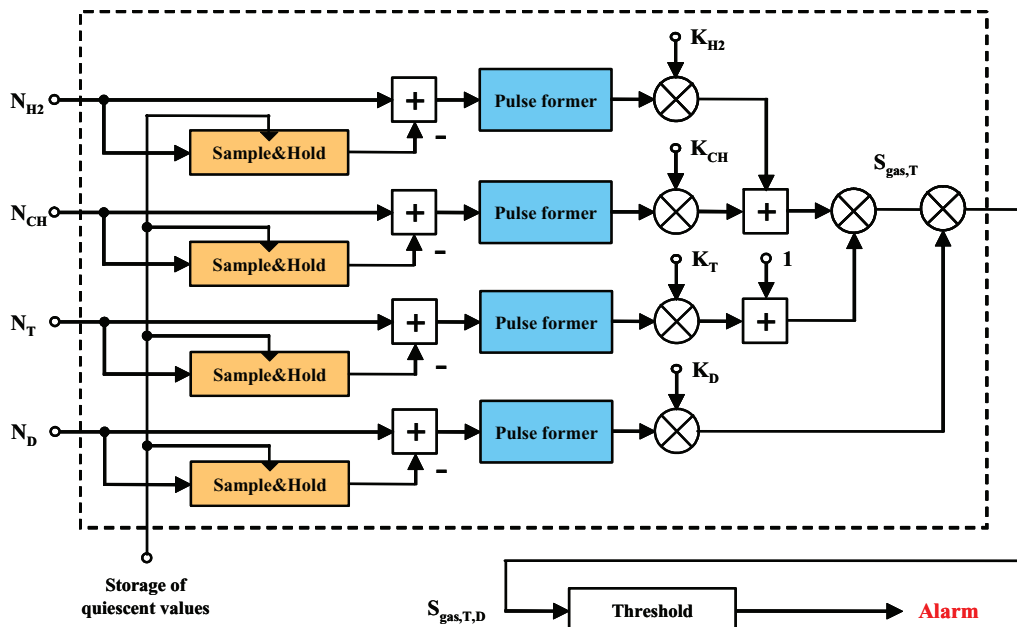 K_H2
N_H2
+
Pulse former
-
Sample&Hold
K_CH
S_gas,T
N_CH
+
Pulse former
+
-
Sample&Hold
K_T
1
N_T
+
Pulse former
+
-
Sample&Hold
K_D
N_D
+
Pulse former
-
Sample&Hold
Storage of
quiescent values
S_gas,T,D
Threshold
Alarm